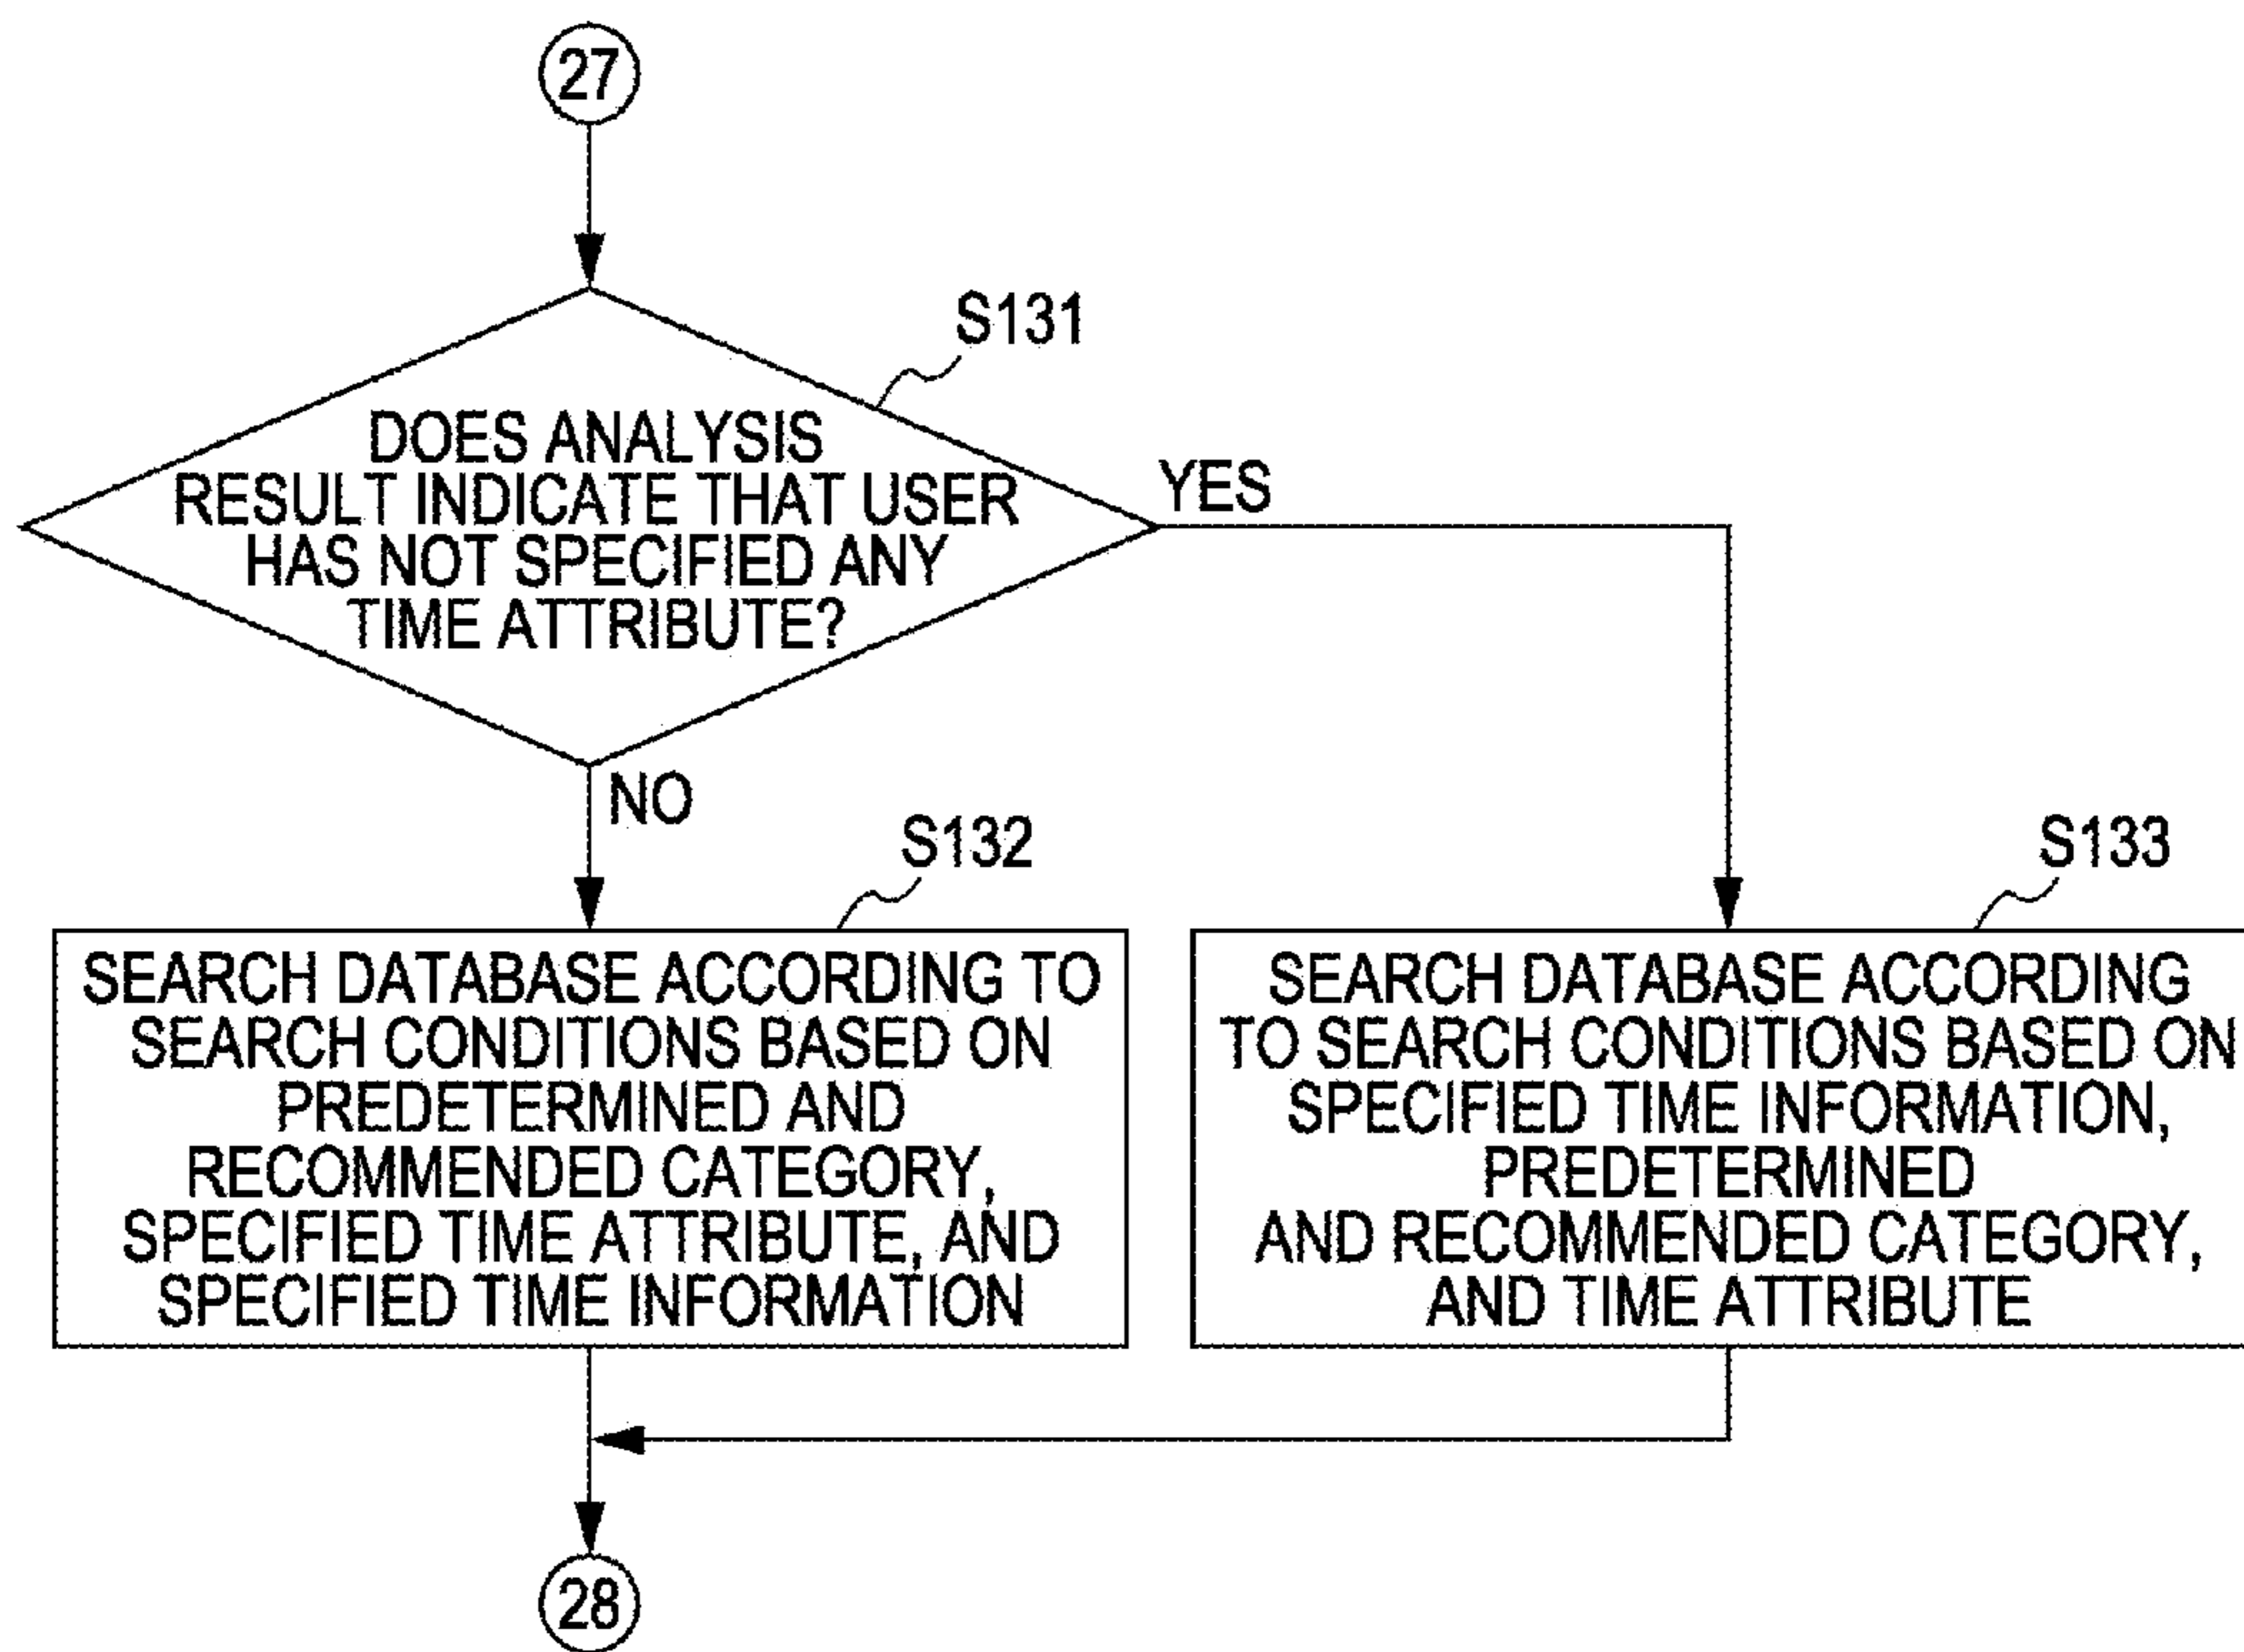 27
S131
DOES ANALYSIS
RESULT INDICATE THAT USER
HAS NOT SPECIFIED ANY
TIME ATTRIBUTE?
YES
NO
S132
SEARCH DATABASE ACCORDING TO
SEARCH CONDITIONS BASED ON
PREDETERMINED AND
RECOMMENDED CATEGORY,
SPECIFIED TIME ATTRIBUTE, AND
SPECIFIED TIME INFORMATION
S133
SEARCH DATABASE ACCORDING
TO SEARCH CONDITIONS BASED ON
SPECIFIED TIME INFORMATION,
PREDETERMINED
AND RECOMMENDED CATEGORY,
AND TIME ATTRIBUTE
28